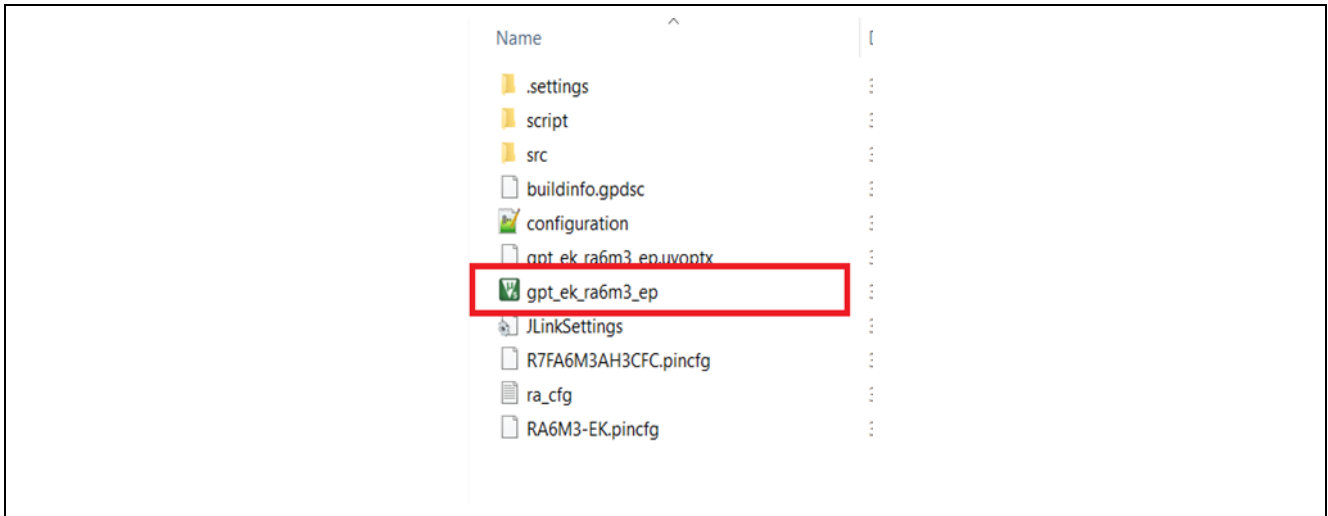 Name
.settings
script
src
buildinfo.gpdsc
configuration
gpt_ek_ra6m3_ep.uvoptx
gpt_ek_ra6m3_ep
JLinkSettings
R7FA6M3AH3CFC.pincfg
ra_cfg
RA6M3-EK.pincfg